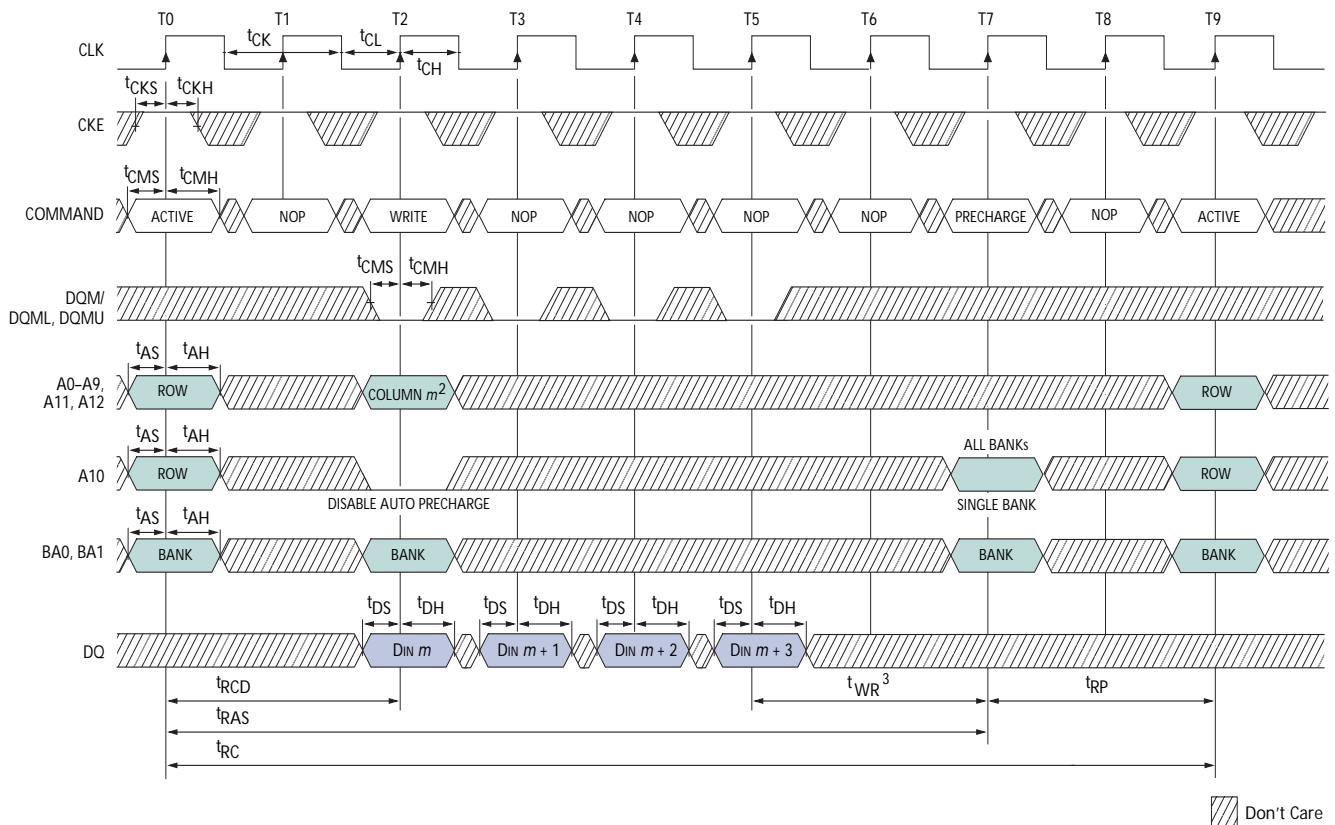 T0 T1 T2 T3 T4 T5 T6 T7 T8 T9
CLK
tCK tCL
tCH
tCKS tCKH
CKE
tCMS tCMH
COMMAND ACTIVE NOP WRITE NOP NOP NOP NOP PRECHARGE NOP ACTIVE
tCMS tCMH
DQM/
DQML, DQMU
tAS tAH
A0–A9,
A11, A12
ROW COLUMN m² ROW
tAS tAH ALL BANKs
A10 ROW ROW
DISABLE AUTO PRECHARGE SINGLE BANK
tAS tAH
BA0, BA1 BANK BANK BANK BANK
tDS tDH tDS tDH tDS tDH tDS tDH
DQ DIN m DIN m + 1 DIN m + 2 DIN m + 3
tRCD tWR³ tRP
tRAS
tRC
Don't Care